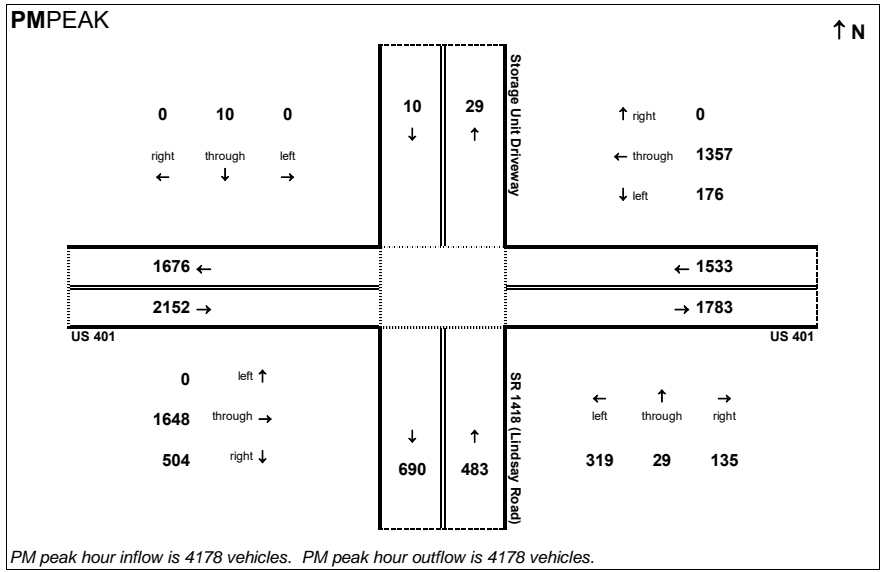 PMPEAK
↑ N
Storage Unit Driveway
0 10 0
right through left
← ↓ →
10 29
↓ ↑
↑ right 0
← through 1357
↓ left 176
1676 ←
← 1533
2152 →
→ 1783
US 401
US 401
0 left ↑
1648 through →
504 right ↓
↓ ↑
690 483
SR 1418 (Lindsay Road)
← ↑ →
left through right
319 29 135
PM peak hour inflow is 4178 vehicles. PM peak hour outflow is 4178 vehicles.